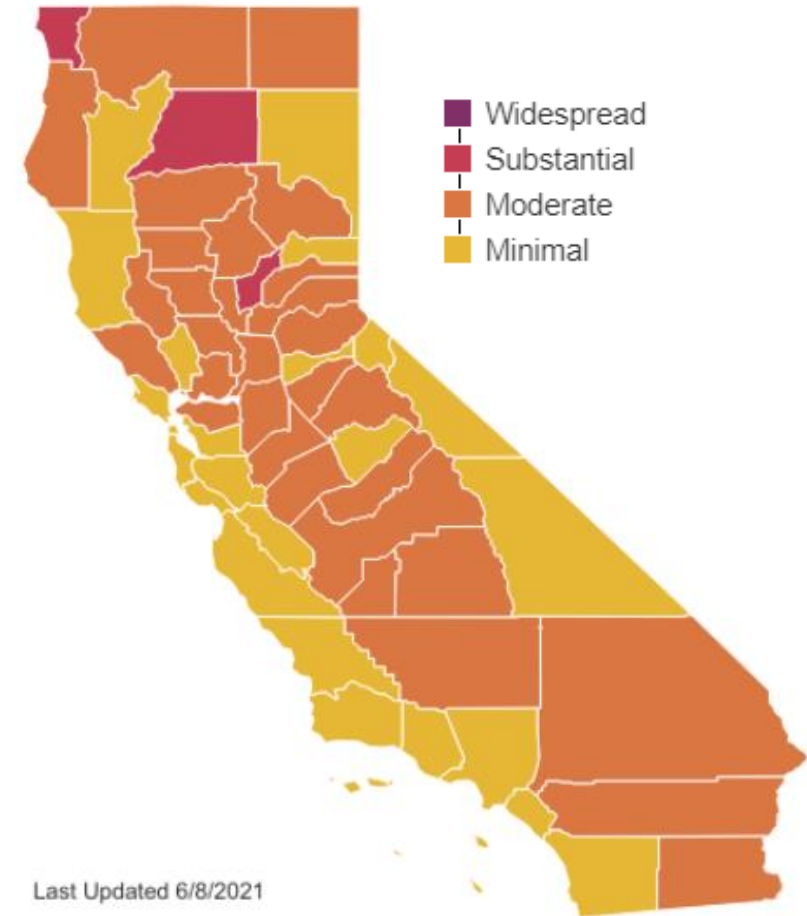 Widespread
Substantial
Moderate
Minimal
Last Updated 6/8/2021